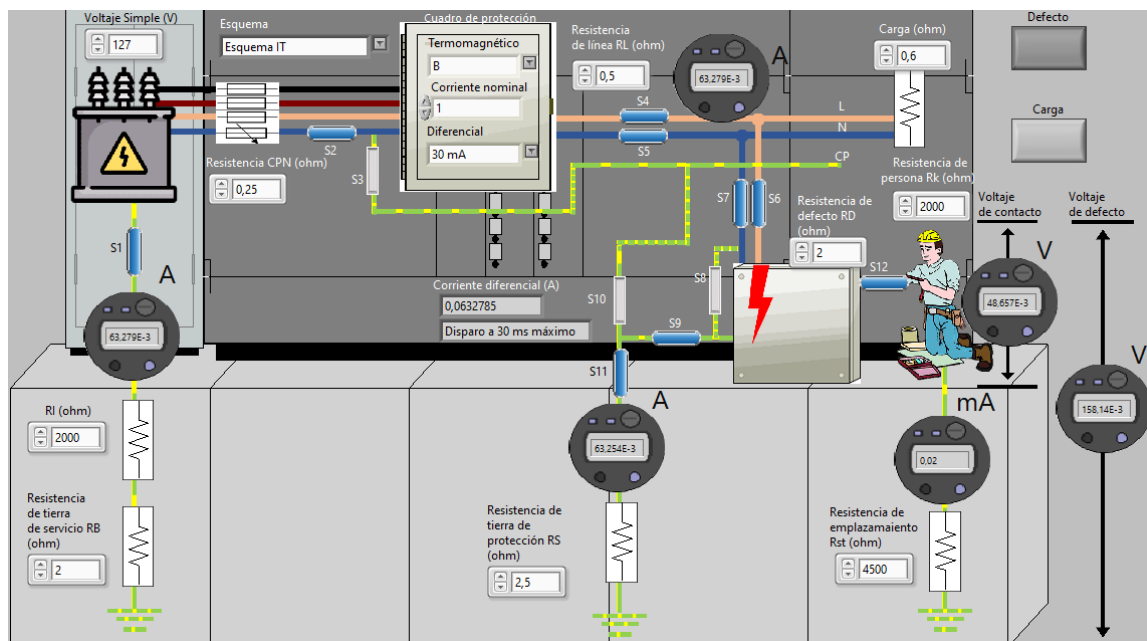 Voltaje Simple (V)
127
Esquema
Esquema IT
Cuadro de protección
Termomagnético
B
Corriente nominal
1
Diferencial
30 mA
Resistencia
de línea RL (ohm)
0,5
63,279E-3
A
Carga (ohm)
0,6
Defecto
Carga
S4
L
N
S2
S5
S3
CP
Resistencia CPN (ohm)
0,25
Resistencia de
persona Rk (ohm)
2000
Voltaje
de contacto
Voltaje
de defecto
S7
S6
Resistencia de
defecto RD
(ohm)
2
S1
A
63,279E-3
Corriente diferencial (A)
0,0632785
Disparo a 30 ms máximo
S10
S8
S12
V
48,657E-3
S9
S11
A
63,254E-3
mA
0,02
V
158,14E-3
RI (ohm)
2000
Resistencia
de tierra
de servicio RB
(ohm)
2
Resistencia de
tierra de
protección RS
(ohm)
2,5
Resistencia de
emplazamiento
Rst (ohm)
4500